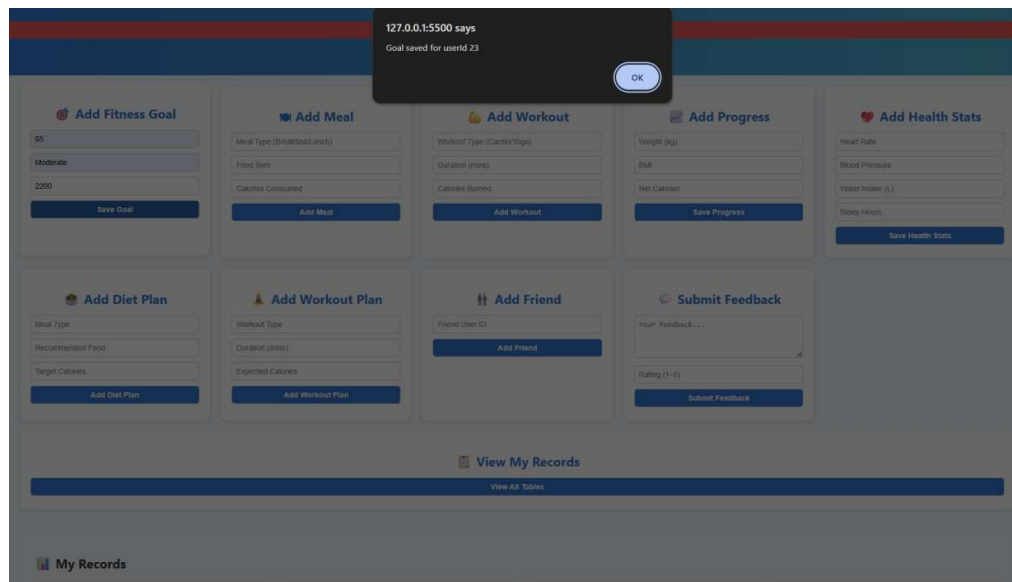 127.0.0.1:5500 says
Goal saved for userId 23
OK
Add Fitness Goal
65
Moderate
2200
Save Goal
Add Meal
Meal Type (Breakfast/Lunch)
Food Item
Calories Consumed
Add Meal
Add Workout
Workout Type (Cardio/Yoga)
Duration (mins)
Calories Burned
Add Workout
Add Progress
Weight (kg)
BMI
Net Calories
Save Progress
Add Health Stats
Heart Rate
Blood Pressure
Water Intake (L)
Sleep Hours
Save Health Stats
Add Diet Plan
Meal Type
Recommended Food
Target Calories
Add Diet Plan
Add Workout Plan
Workout Type
Duration (mins)
Expected Calories
Add Workout Plan
Add Friend
Friend User ID
Add Friend
Submit Feedback
Your feedback...
Rating (1–5)
Submit Feedback
View My Records
View All Tables
My Records